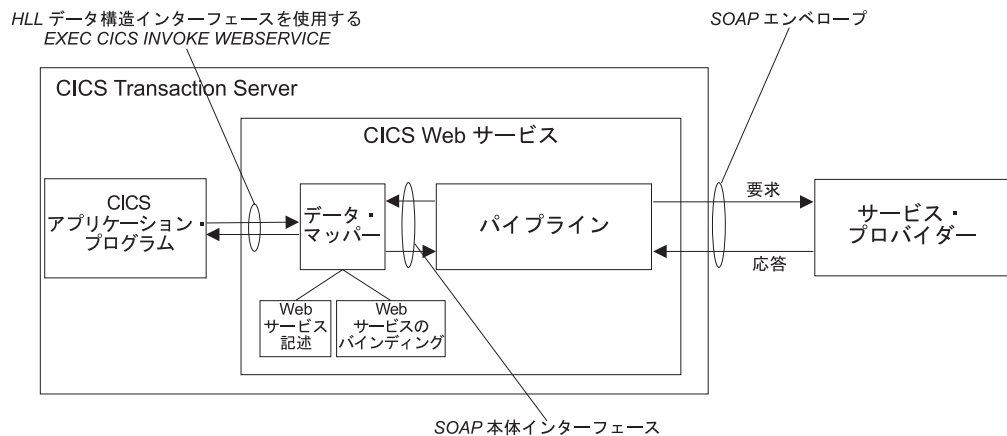 HLL データ構造インターフェースを使用する
EXEC CICS INVOKE WEBSERVICE
SOAP エンベロープ
CICS Transaction Server
CICS Web サービス
CICS
アプリケーション・
プログラム
データ・
マッパー
パイプライン
要求
応答
サービス・
プロバイダー
Web
サービス
記述
Web
サービスの
バインディング
SOAP 本体インターフェース